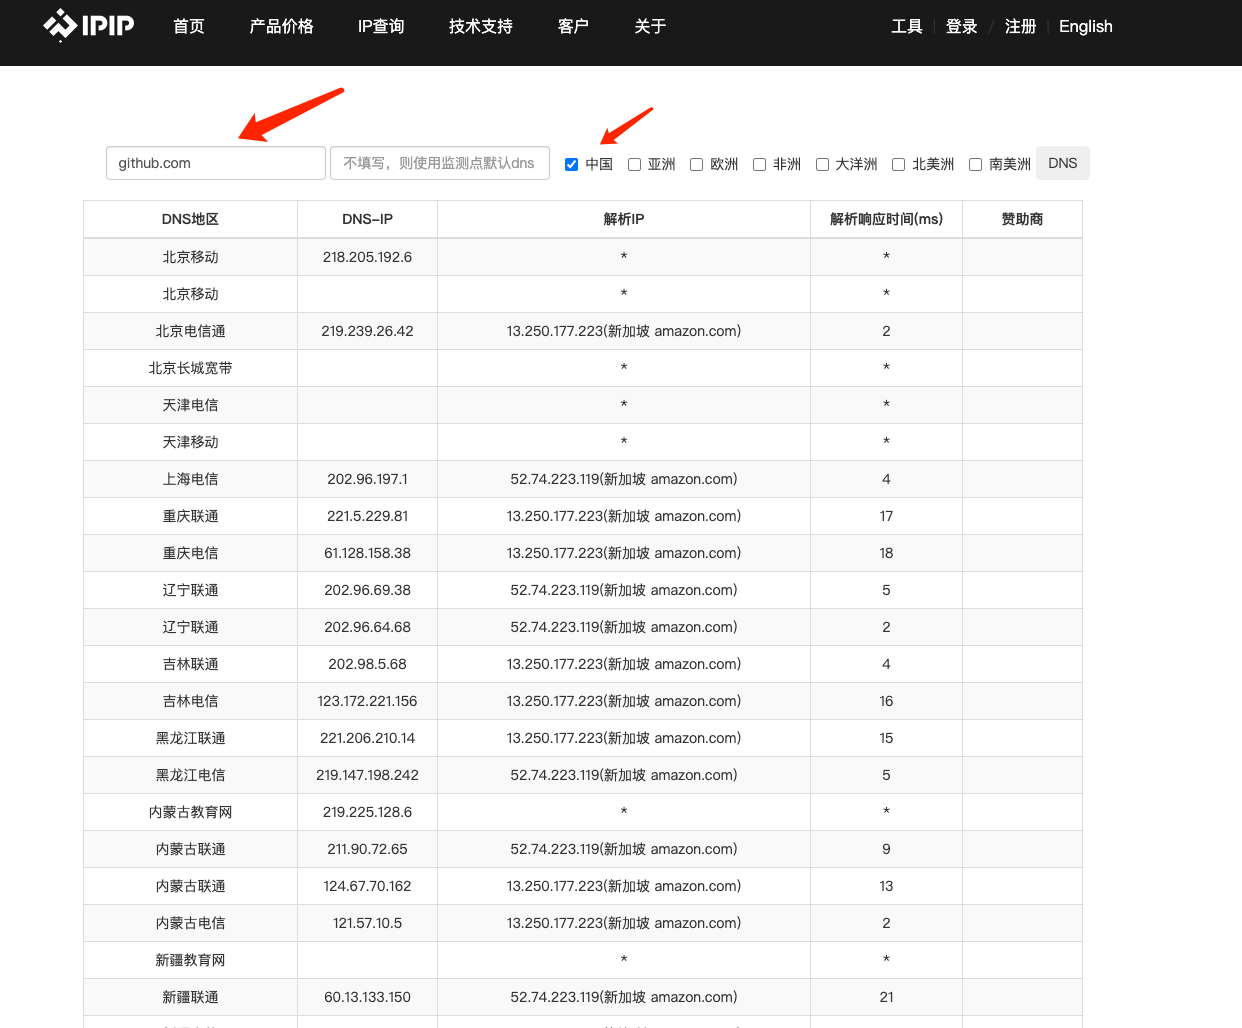 IPIP 首页 产品价格 IP查询 技术支持 客户 关于 工具 登录 / 注册 English
github.com 不填写，则使用监测点默认dns 中国 亚洲 欧洲 非洲 大洋洲 北美洲 南美洲 DNS
DNS地区 DNS-IP 解析IP 解析响应时间(ms) 赞助商
北京移动 218.205.192.6 * *
北京移动 * *
北京电信通 219.239.26.42 13.250.177.223(新加坡 amazon.com) 2
北京长城宽带 * *
天津电信 * *
天津移动 * *
上海电信 202.96.197.1 52.74.223.119(新加坡 amazon.com) 4
重庆联通 221.5.229.81 13.250.177.223(新加坡 amazon.com) 17
重庆电信 61.128.158.38 13.250.177.223(新加坡 amazon.com) 18
辽宁联通 202.96.69.38 52.74.223.119(新加坡 amazon.com) 5
辽宁联通 202.96.64.68 52.74.223.119(新加坡 amazon.com) 2
吉林联通 202.98.5.68 13.250.177.223(新加坡 amazon.com) 4
吉林电信 123.172.221.156 13.250.177.223(新加坡 amazon.com) 16
黑龙江联通 221.206.210.14 13.250.177.223(新加坡 amazon.com) 15
黑龙江电信 219.147.198.242 52.74.223.119(新加坡 amazon.com) 5
内蒙古教育网 219.225.128.6 * *
内蒙古联通 211.90.72.65 52.74.223.119(新加坡 amazon.com) 9
内蒙古联通 124.67.70.162 13.250.177.223(新加坡 amazon.com) 13
内蒙古电信 121.57.10.5 13.250.177.223(新加坡 amazon.com) 2
新疆教育网 * *
新疆联通 60.13.133.150 52.74.223.119(新加坡 amazon.com) 21